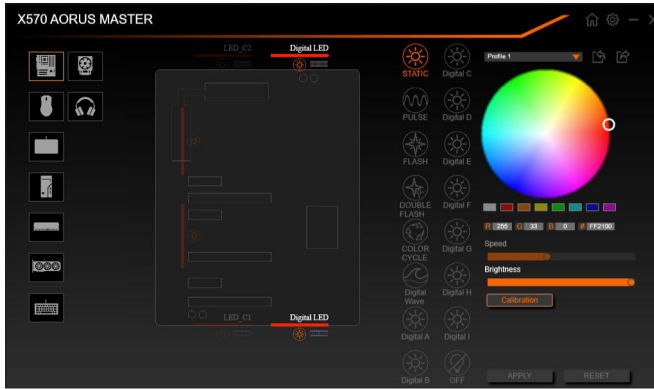 X570 AORUS MASTER
LED_C2
Digital LED
STATIC
Digital C
Profile 1
PULSE
Digital D
FLASH
Digital E
DOUBLE
FLASH
Digital F
R 255 G 33 B 0 # FF2100
COLOR
CYCLE
Digital G
Speed
Brightness
Digital
Wave
Digital H
Calibration
LED_C1
Digital LED
Digital A
Digital I
Digital B
OFF
APPLY
RESET